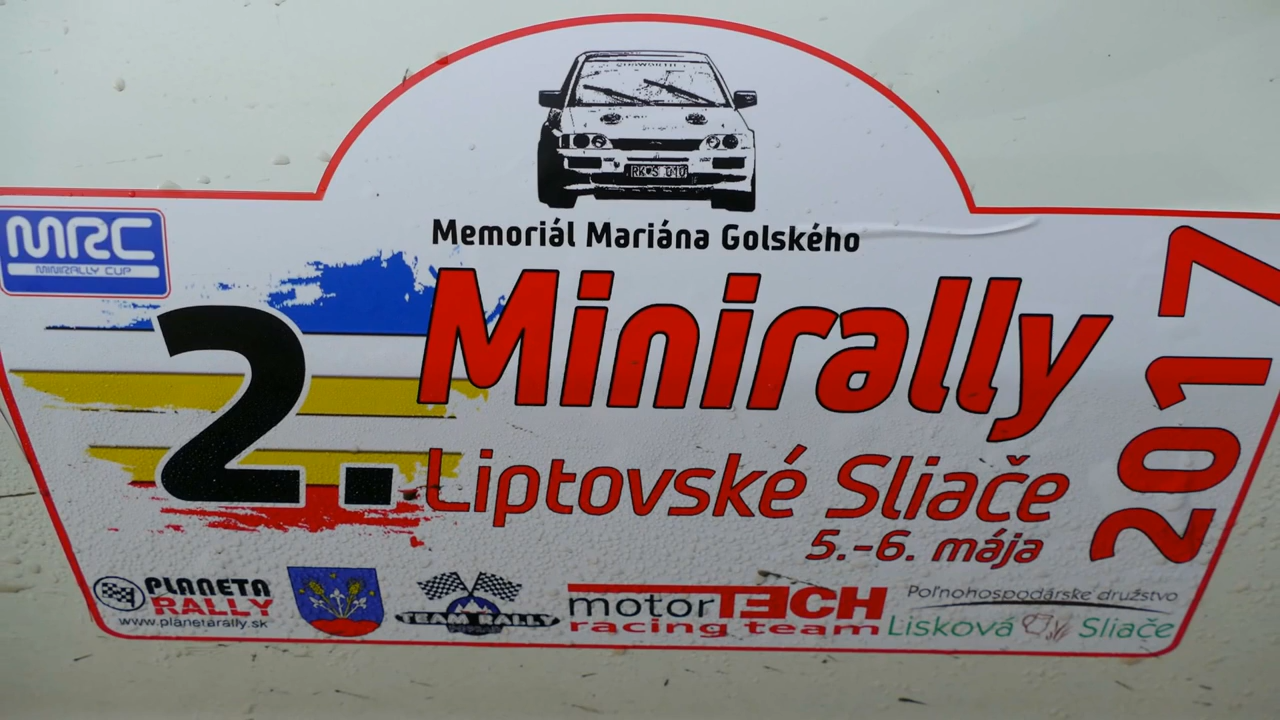 COSWORTH
RK•S 010
Memoriál Mariána Golského
MRC
MINIRALLY CUP
2. Minirally
Liptovské Sliače
5.-6. mája
2017
PLANETA
RALLY
www.planetarally.sk
TEAM RALLY
motorTECH
racing team
Poľnohospodárske družstvo
Lisková Sliače